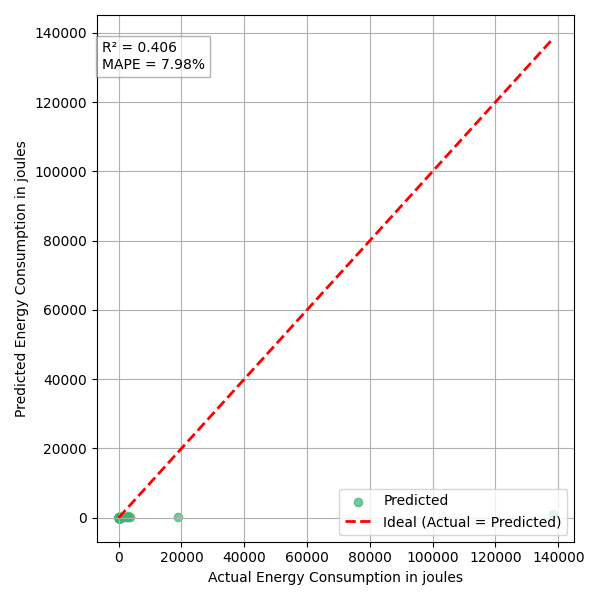 R² = 0.406
MAPE = 7.98%
140000
120000
100000
80000
60000
40000
20000
0
Predicted Energy Consumption in joules
Predicted
Ideal (Actual = Predicted)
0 20000 40000 60000 80000 100000 120000 140000
Actual Energy Consumption in joules